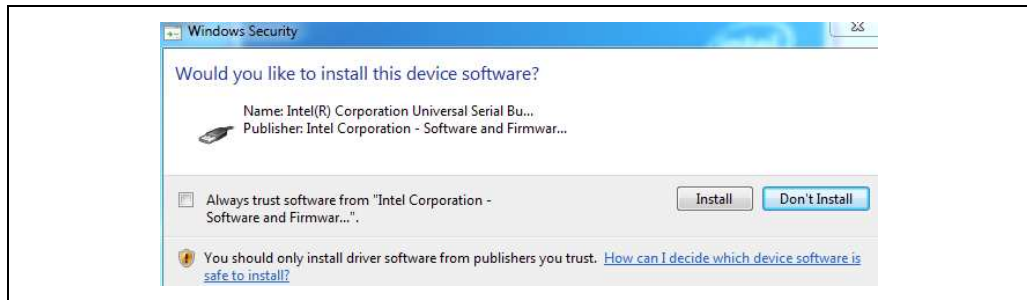 Windows Security
Would you like to install this device software?
Name: Intel(R) Corporation Universal Serial Bu...
Publisher: Intel Corporation - Software and Firmwar...
Always trust software from "Intel Corporation -
Software and Firmwar...".
Install
Don't Install
You should only install driver software from publishers you trust. How can I decide which device software is
safe to install?